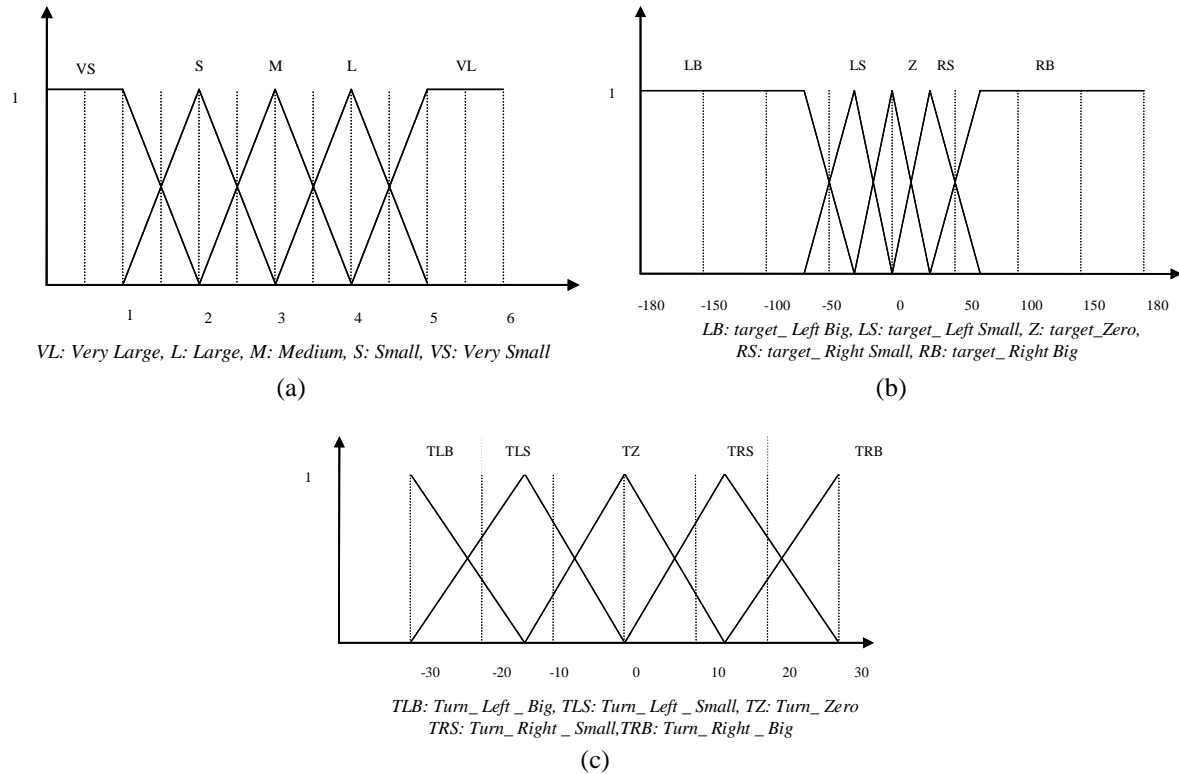 VS S M L VL
1
1 2 3 4 5 6
VL: Very Large, L: Large, M: Medium, S: Small, VS: Very Small
(a)
LB LS Z RS RB
1
-180 -150 -100 -50 0 50 100 150 180
LB: target_ Left Big, LS: target_ Left Small, Z: target_Zero,
RS: target_ Right Small, RB: target_ Right Big
(b)
TLB TLS TZ TRS TRB
1
-30 -20 -10 0 10 20 30
TLB: Turn_ Left _ Big, TLS: Turn_ Left _ Small, TZ: Turn_ Zero
TRS: Turn_ Right _ Small,TRB: Turn_ Right _ Big
(c)